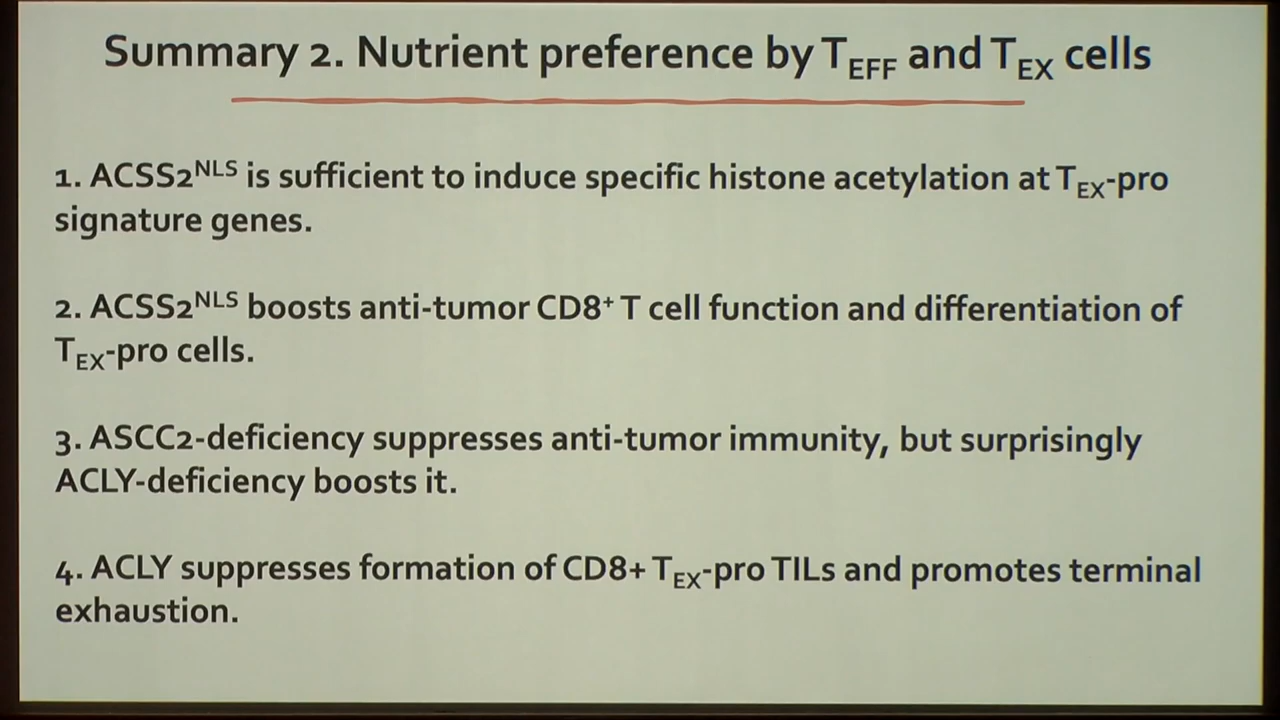 Summary 2. Nutrient preference by TEFF and TEX cells
1. ACSS2NLS is sufficient to induce specific histone acetylation at TEX-pro
signature genes.
2. ACSS2NLS boosts anti-tumor CD8+ T cell function and differentiation of
TEX-pro cells.
3. ASCC2-deficiency suppresses anti-tumor immunity, but surprisingly
ACLY-deficiency boosts it.
4. ACLY suppresses formation of CD8+ TEX-pro TILs and promotes terminal
exhaustion.